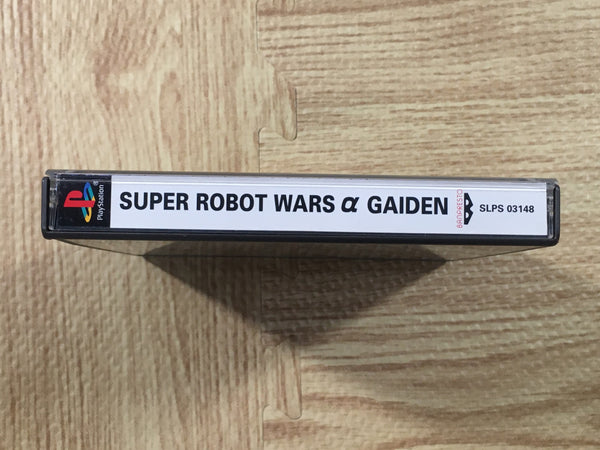 PlayStation
SUPER ROBOT WARS α GAIDEN
BANPRESTO
SLPS 03148